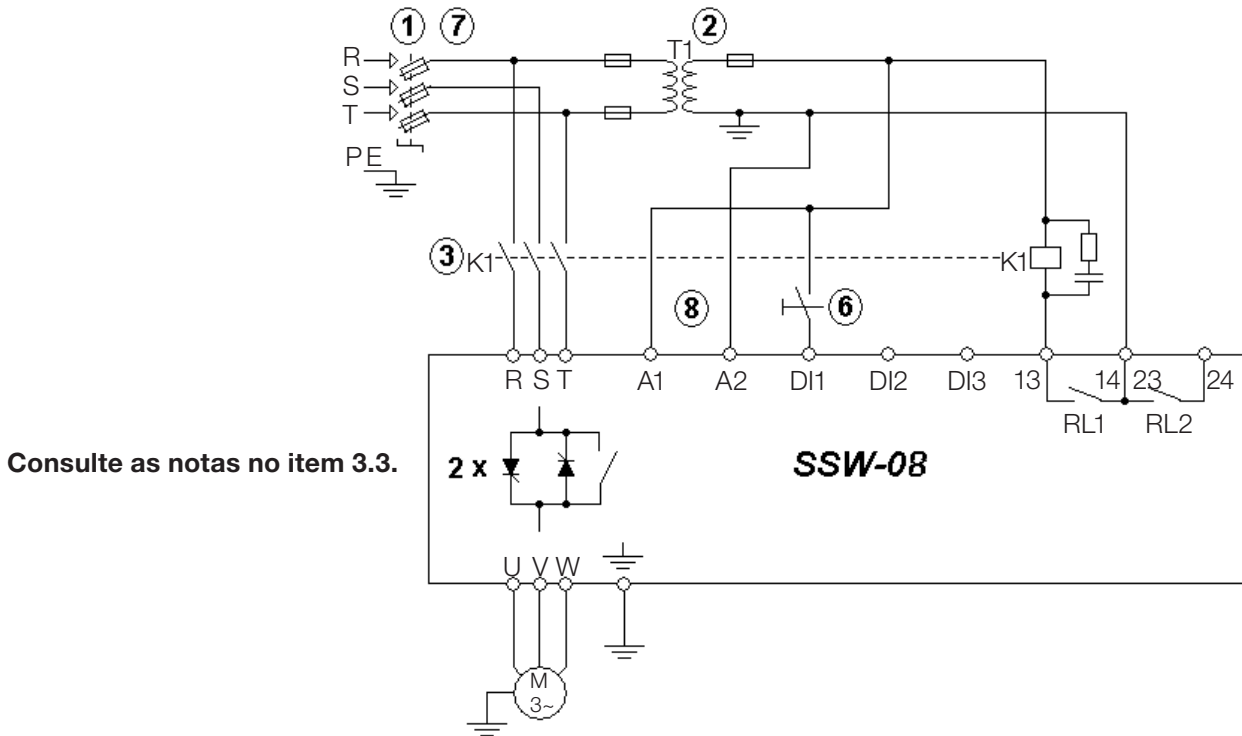 1 7 T1 2
R
S
T
PE
3 K1 K1
8 6
R S T A1 A2 DI1 DI2 DI3 13 14 23 24
RL1 RL2
Consulte as notas no item 3.3. 2 x SSW-08
U V W
M
3~